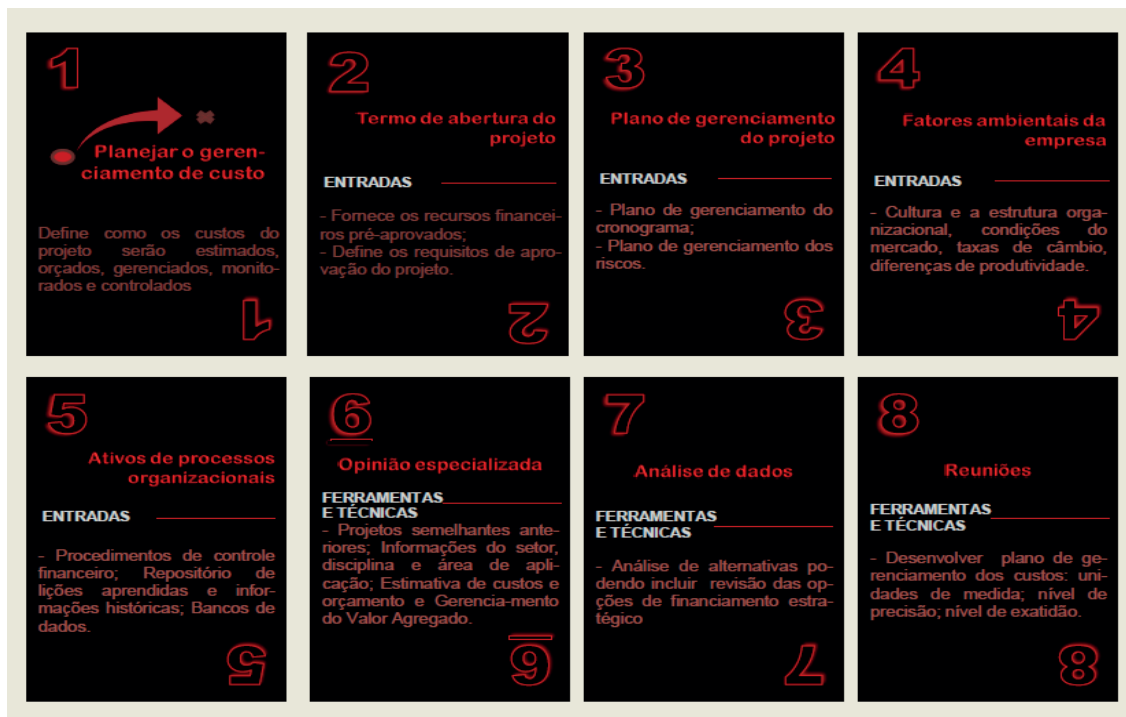 1
Planejar o geren-
ciamento de custo
Define como os custos do
projeto serão estimados,
orçados, gerenciados, monito-
rados e controlados
1
2
Termo de abertura do
projeto
ENTRADAS
- Fornece os recursos financei-
ros pré-aprovados;
- Define os requisitos de apro-
vação do projeto.
2
3
Plano de gerenciamento
do projeto
ENTRADAS
- Plano de gerenciamento do
cronograma;
- Plano de gerenciamento dos
riscos.
3
4
Fatores ambientais da
empresa
ENTRADAS
- Cultura e a estrutura orga-
nizacional, condições do
mercado, taxas de câmbio,
diferenças de produtividade.
4
5
Ativos de processos
organizacionais
ENTRADAS
- Procedimentos de controle
financeiro; Repositório de
lições aprendidas e infor-
mações históricas; Bancos de
dados.
5
6
Opinião especializada
FERRAMENTAS
E TÉCNICAS
- Projetos semelhantes ante-
riores; Informações do setor,
disciplina e área de apli-
cação; Estimativa de custos e
orçamento e Gerencia-mento
do Valor Agregado.
6
7
Análise de dados
FERRAMENTAS
E TÉCNICAS
- Análise de alternativas po-
dendo incluir revisão das op-
ções de financiamento estra-
tégico
7
8
Reuniões
FERRAMENTAS
E TÉCNICAS
- Desenvolver plano de ge-
renciamento dos custos: uni-
dades de medida; nível de
precisão; nível de exatidão.
8